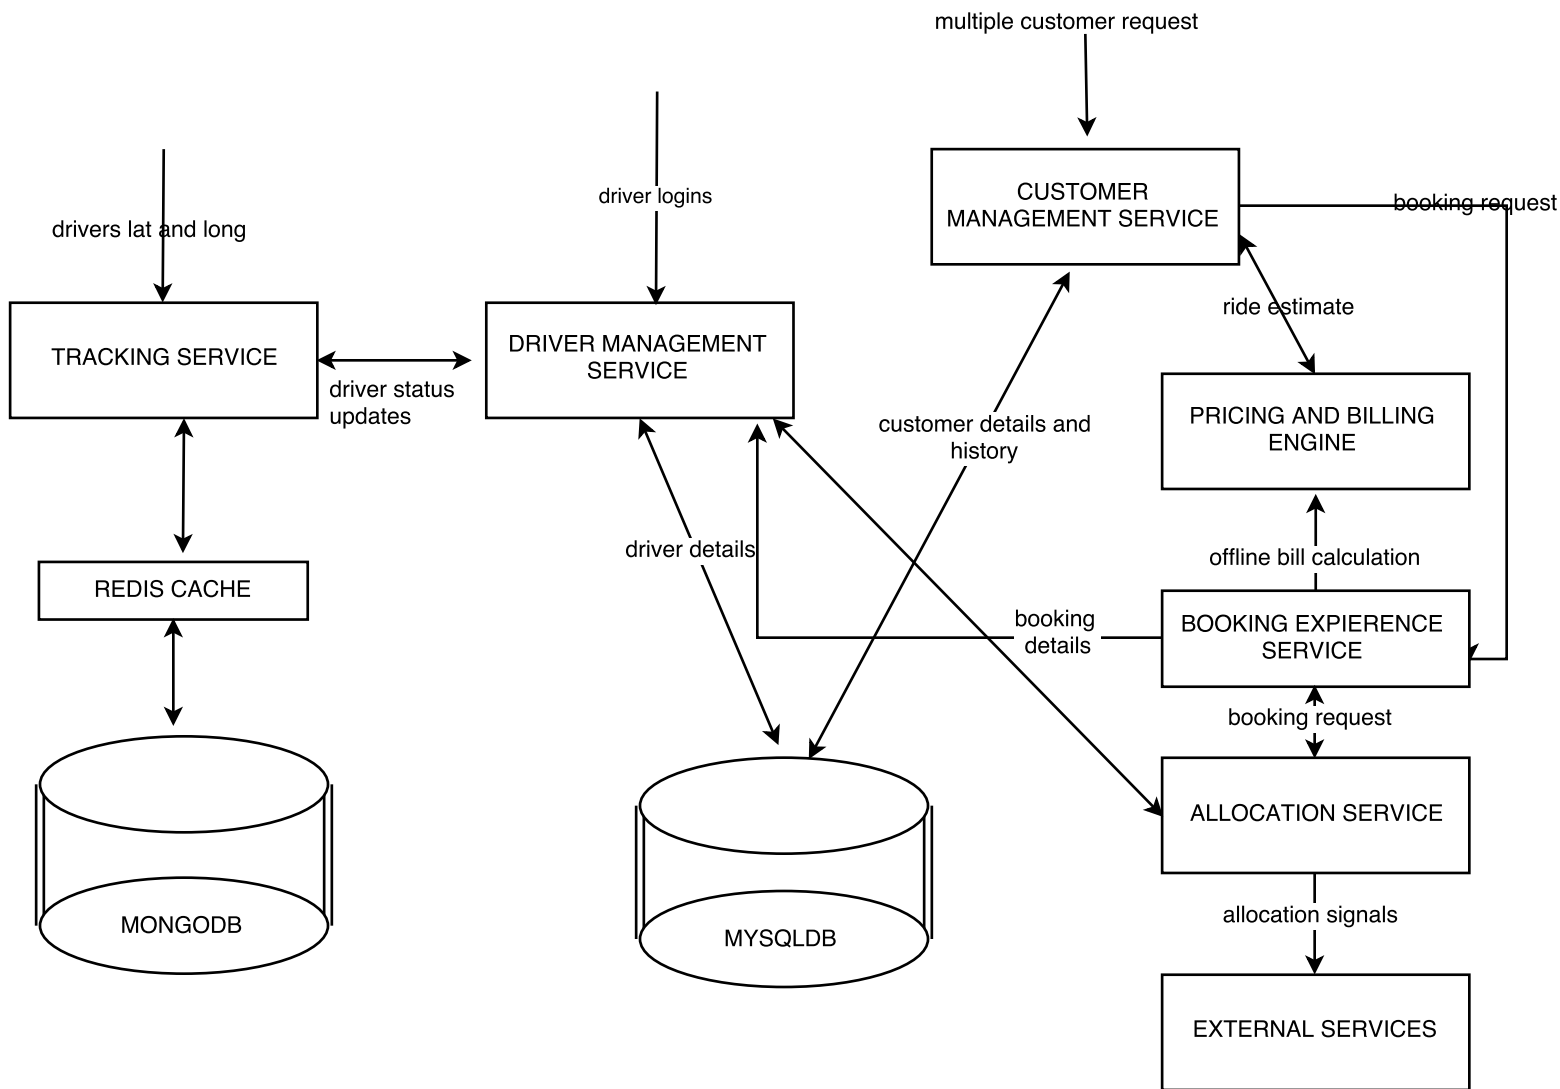 multiple customer request
driver logins
CUSTOMER
MANAGEMENT SERVICE
booking request
drivers lat and long
ride estimate
TRACKING SERVICE
DRIVER MANAGEMENT
SERVICE
driver status
updates
PRICING AND BILLING
ENGINE
customer details and
history
driver details
offline bill calculation
REDIS CACHE
booking
details
BOOKING EXPIERENCE
SERVICE
booking request
ALLOCATION SERVICE
MONGODB
MYSQLDB
allocation signals
EXTERNAL SERVICES